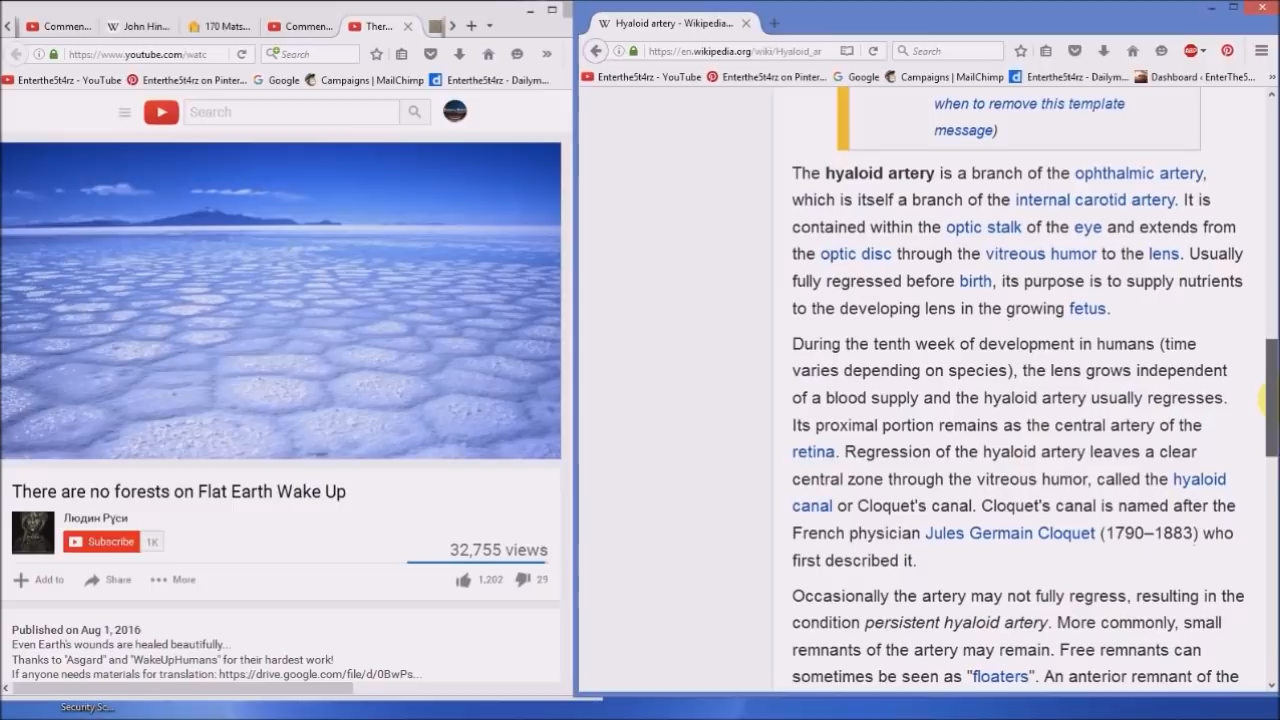 Commen...
John Hin...
170 Mats...
Commen...
Ther...
https://www.youtube.com/watc
Search
Enterthe5t4rz - YouTube
Enterthe5t4rz on Pinter...
Google
Campaigns | MailChimp
Enterthe5t4rz - Dailym...
Search
There are no forests on Flat Earth Wake Up
Людин Руси
Subscribe
1K
32,755 views
Add to
Share
More
1,202
29
Published on Aug 1, 2016
Even Earth's wounds are healed beautifully...
Thanks to "Asgard" and "WakeUpHumans" for their hardest work!
If anyone needs materials for translation: https://drive.google.com/file/d/0BwPs...
Security Sc...
Hyaloid artery - Wikipedia...
https://en.wikipedia.org/wiki/Hyaloid_ar
Search
ABP
Enterthe5t4rz - YouTube
Enterthe5t4rz on Pinter...
Google
Campaigns | MailChimp
Enterthe5t4rz - Dailym...
Dashboard ‹ EnterThe5...
when to remove this template
message)
The hyaloid artery is a branch of the ophthalmic artery,
which is itself a branch of the internal carotid artery. It is
contained within the optic stalk of the eye and extends from
the optic disc through the vitreous humor to the lens. Usually
fully regressed before birth, its purpose is to supply nutrients
to the developing lens in the growing fetus.
During the tenth week of development in humans (time
varies depending on species), the lens grows independent
of a blood supply and the hyaloid artery usually regresses.
Its proximal portion remains as the central artery of the
retina. Regression of the hyaloid artery leaves a clear
central zone through the vitreous humor, called the hyaloid
canal or Cloquet's canal. Cloquet's canal is named after the
French physician Jules Germain Cloquet (1790–1883) who
first described it.
Occasionally the artery may not fully regress, resulting in the
condition persistent hyaloid artery. More commonly, small
remnants of the artery may remain. Free remnants can
sometimes be seen as "floaters". An anterior remnant of the